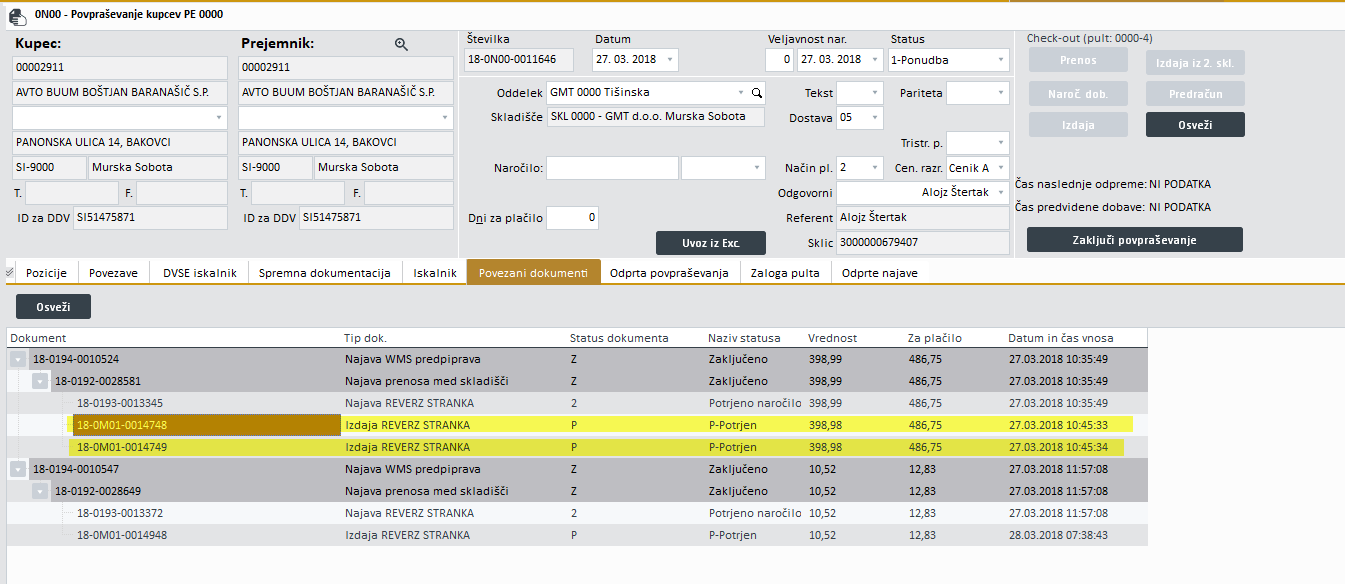 0N00 - Povpraševanje kupcev PE 0000
Kupec:
Prejemnik:
00002911
00002911
AVTO BUUM BOŠTJAN BARANAŠIČ S.P.
AVTO BUUM BOŠTJAN BARANAŠIČ S.P.
PANONSKA ULICA 14, BAKOVCI
PANONSKA ULICA 14, BAKOVCI
SI-9000 Murska Sobota
SI-9000 Murska Sobota
T. F.
T. F.
ID za DDV SI51475871
ID za DDV SI51475871
Številka Datum Veljavnost nar. Status
18-0N00-0011646 27. 03. 2018 0 27. 03. 2018 1-Ponudba
Oddelek GMT 0000 Tišinska Tekst Pariteta
Skladišče SKL 0000 - GMT d.o.o. Murska Sobota Dostava 05
Tristr. p.
Naročilo: Način pl. 2 Cen. razr. Cenik A
Odgovorni Alojz Štertak
Dni za plačilo 0 Referent Alojz Štertak
Uvoz iz Exc. Sklic 3000000679407
Check-out (pult: 0000-4)
Prenos Izdaja iz 2. skl.
Naroč. dob. Predračun
Izdaja Osveži
Čas naslednje odpreme: NI PODATKA
Čas predvidene dobave: NI PODATKA
Zaključi povpraševanje
Pozicije Povezave DVSE iskalnik Spremna dokumentacija Iskalnik Povezani dokumenti Odprta povpraševanja Zaloga pulta Odprte najave
Osveži
Dokument Tip dok. Status dokumenta Naziv statusa Vrednost Za plačilo Datum in čas vnosa
18-0194-0010524 Najava WMS predpiprava Z Zaključeno 398,99 486,75 27.03.2018 10:35:49
18-0192-0028581 Najava prenosa med skladišči Z Zaključeno 398,99 486,75 27.03.2018 10:35:49
18-0193-0013345 Najava REVERZ STRANKA 2 Potrjeno naročilo 398,99 486,75 27.03.2018 10:35:49
18-0M01-0014748 Izdaja REVERZ STRANKA P P-Potrjen 398,98 486,75 27.03.2018 10:45:33
18-0M01-0014749 Izdaja REVERZ STRANKA P P-Potrjen 398,98 486,75 27.03.2018 10:45:34
18-0194-0010547 Najava WMS predpiprava Z Zaključeno 10,52 12,83 27.03.2018 11:57:08
18-0192-0028649 Najava prenosa med skladišči Z Zaključeno 10,52 12,83 27.03.2018 11:57:08
18-0193-0013372 Najava REVERZ STRANKA 2 Potrjeno naročilo 10,52 12,83 27.03.2018 11:57:08
18-0M01-0014948 Izdaja REVERZ STRANKA P P-Potrjen 10,52 12,83 28.03.2018 07:38:43